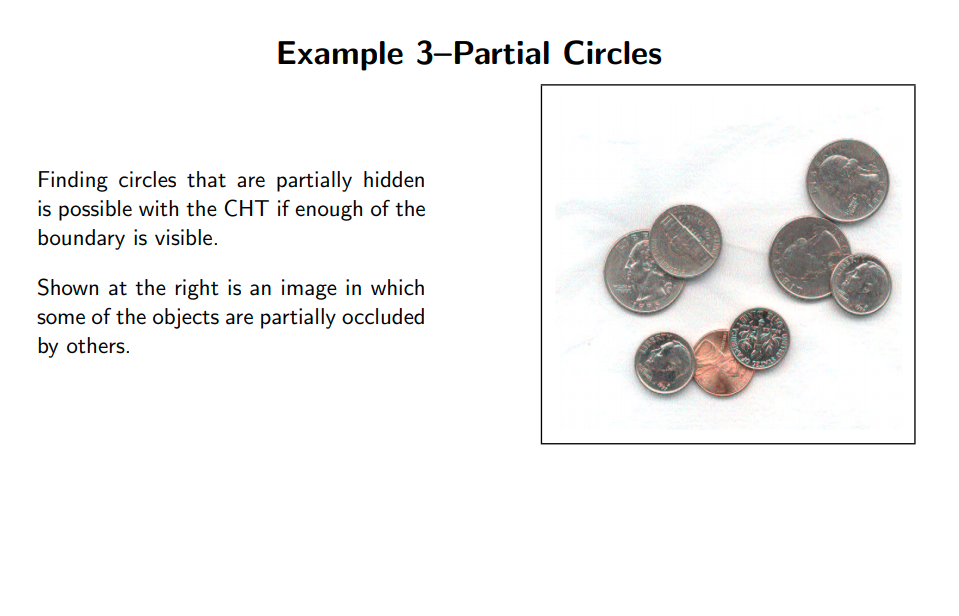 Example 3–Partial Circles
Finding circles that are partially hidden
is possible with the CHT if enough of the
boundary is visible.
Shown at the right is an image in which
some of the objects are partially occluded
by others.